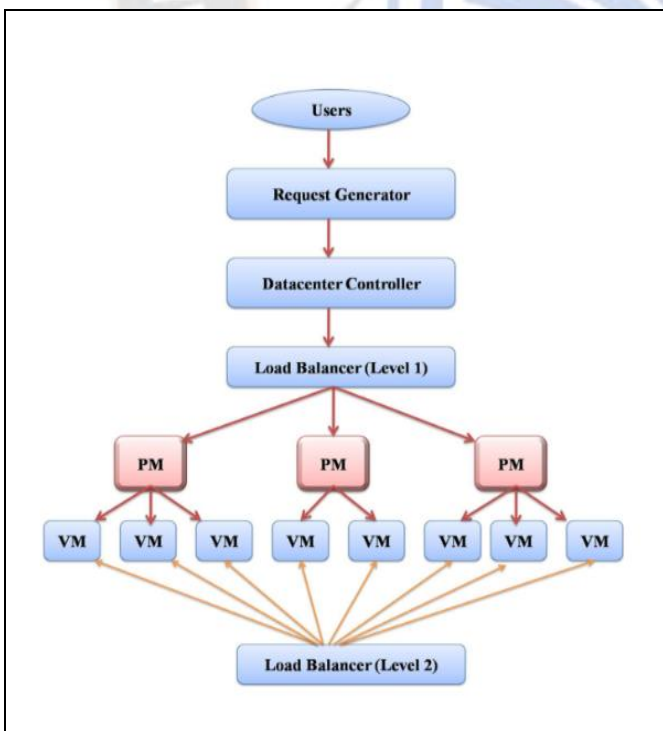 Users
Request Generator
Datacenter Controller
Load Balancer (Level 1)
PM PM PM
VM VM VM VM VM VM VM VM
Load Balancer (Level 2)